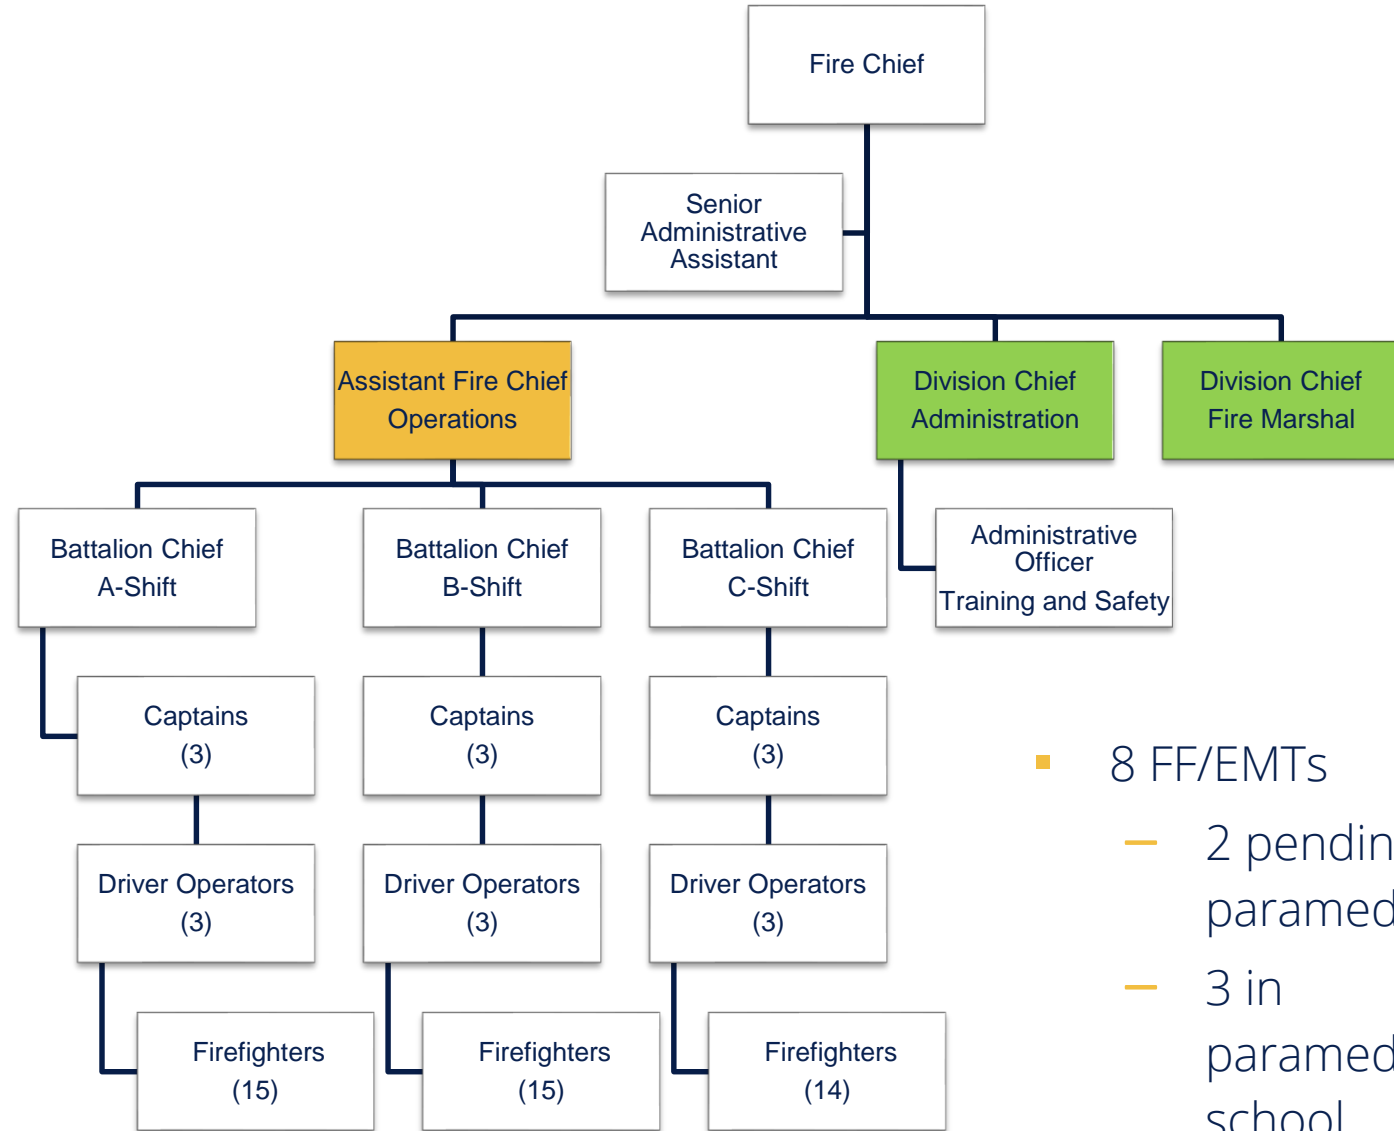 Fire Chief
Senior
Administrative
Assistant
Assistant Fire Chief
Operations
Division Chief
Administration
Division Chief
Fire Marshal
Battalion Chief
A-Shift
Battalion Chief
B-Shift
Battalion Chief
C-Shift
Administrative
Officer
Training and Safety
Captains
(3)
Captains
(3)
Captains
(3)
Driver Operators
(3)
Driver Operators
(3)
Driver Operators
(3)
Firefighters
(15)
Firefighters
(15)
Firefighters
(14)
8 FF/EMTs
2
3 in
school